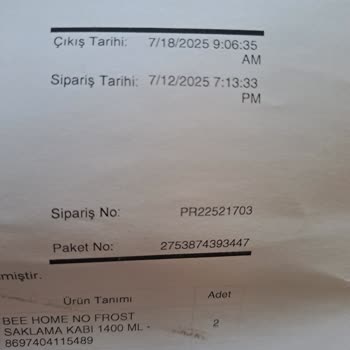 Çıkış Tarihi: 7/18/2025 9:06:35
AM
Sipariş Tarihi: 7/12/2025 7:13:33
PM
Sipariş No: PR22521703
Paket No: 2753874393447
miştir.
Ürün Tanımı Adet
BEE HOME NO FROST
SAKLAMA KABI 1400 ML - 2
8697404115489